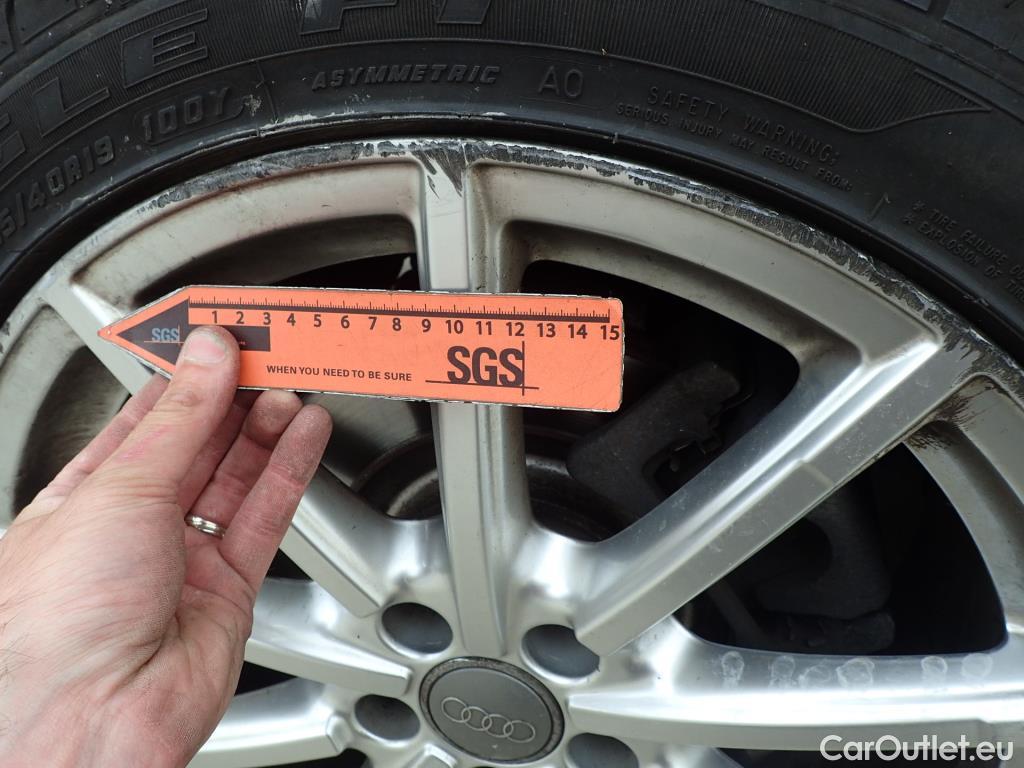 ASYMMETRIC
AO
100Y
5/40R19
SAFETY WARNING:
SERIOUS INJURY MAY RESULT FROM:
* TIRE FAILURE
* EXPLOSION OF
1 2 3 4 5 6 7 8 9 10 11 12 13 14 15
SGS
SGS
WHEN YOU NEED TO BE SURE
CarOutlet.eu